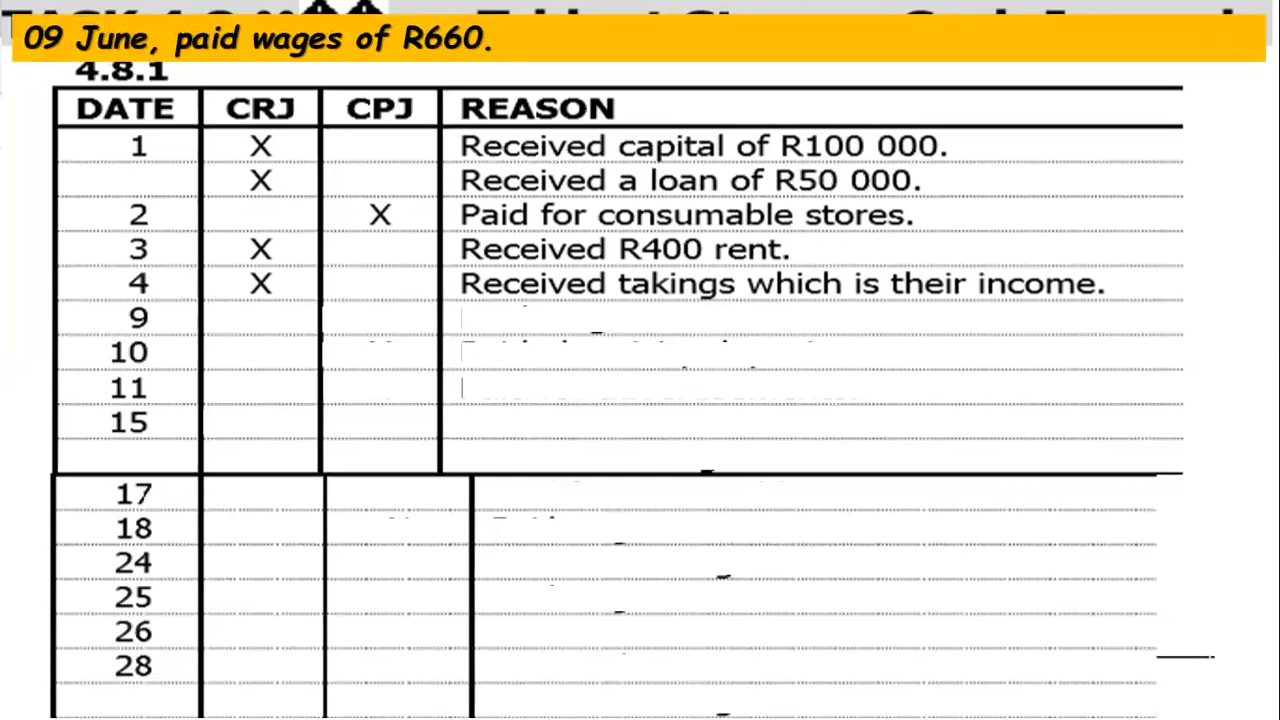 09 June, paid wages of R660.
4.8.1
DATE CRJ CPJ REASON
1 X Received capital of R100 000.
X Received a loan of R50 000.
2 X Paid for consumable stores.
3 X Received R400 rent.
4 X Received takings which is their income.
9
10
11
15
17
18
24
25
26
28